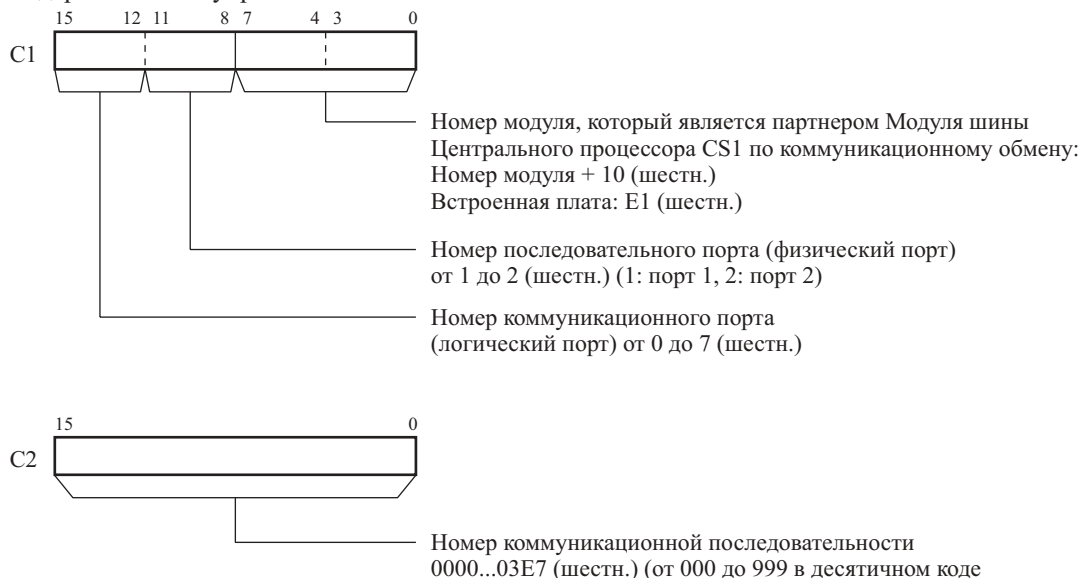 15 12 11 8 7 4 3 0
C1
Номер модуля, который является партнером Модуля шины
Центрального процессора CS1 по коммуникационному обмену:
Номер модуля + 10 (шестн.)
Встроенная плата: E1 (шестн.)
Номер последовательного порта (физический порт)
от 1 до 2 (шестн.) (1: порт 1, 2: порт 2)
Номер коммуникационного порта
(логический порт) от 0 до 7 (шестн.)
15 0
C2
Номер коммуникационной последовательности
0000...03E7 (шестн.) (от 000 до 999 в десятичном коде